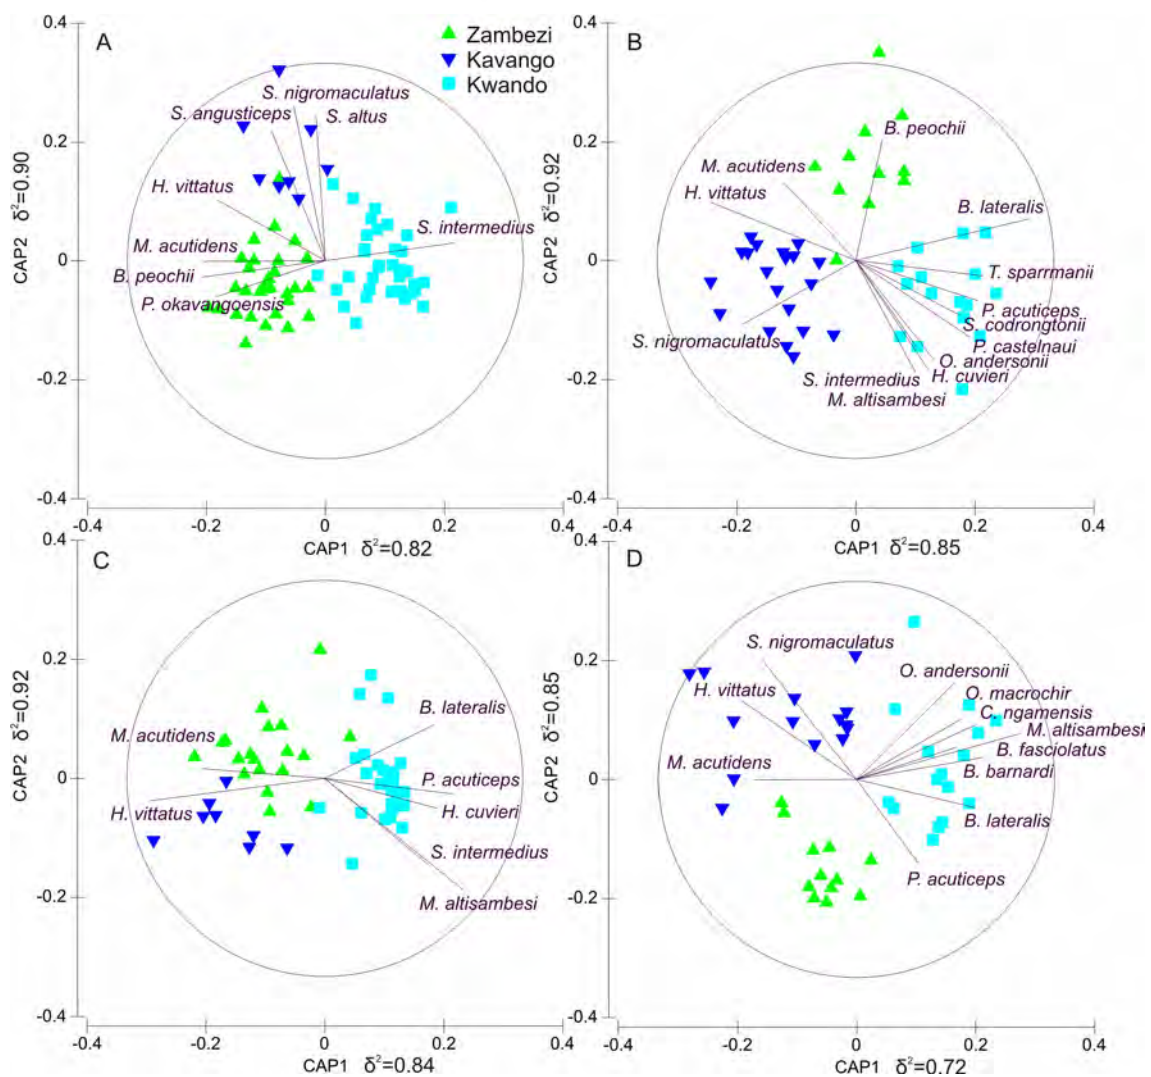 A
Zambezi
Kavango
Kwando
S. nigromaculatus
S. angusticeps
S. altus
H. vittatus
S. intermedius
M. acutidens
B. peochii
P. okavangoensis
0.4
0.2
0
-0.2
-0.4
CAP2 δ²=0.90
-0.4
-0.2
0
0.2
0.4
CAP1 δ²=0.82
B
B. peochii
M. acutidens
H. vittatus
B. lateralis
T. sparrmanii
P. acuticeps
S. codrongtonii
S. nigromaculatus
P. castelnaui
O. andersonii
H. cuvieri
S. intermedius
M. altisambesi
0.4
0.2
0
-0.2
-0.4
CAP2 δ²=0.92
-0.4
-0.2
0
0.2
0.4
CAP1 δ²=0.85
C
B. lateralis
M. acutidens
P. acuticeps
H. vittatus
H. cuvieri
S. intermedius
M. altisambesi
0.2
0
-0.2
-0.4
CAP2 δ²=0.92
-0.4
-0.2
0
0.2
0.4
CAP1 δ²=0.84
D
S. nigromaculatus
O. andersonii
H. vittatus
O. macrochir
C. ngamensis
M. altisambesi
B. fasciolatus
M. acutidens
B. barnardi
B. lateralis
P. acuticeps
0.2
0
-0.2
-0.4
CAP2 δ²=0.85
-0.4
-0.2
0
0.2
0.4
CAP1 δ²=0.72